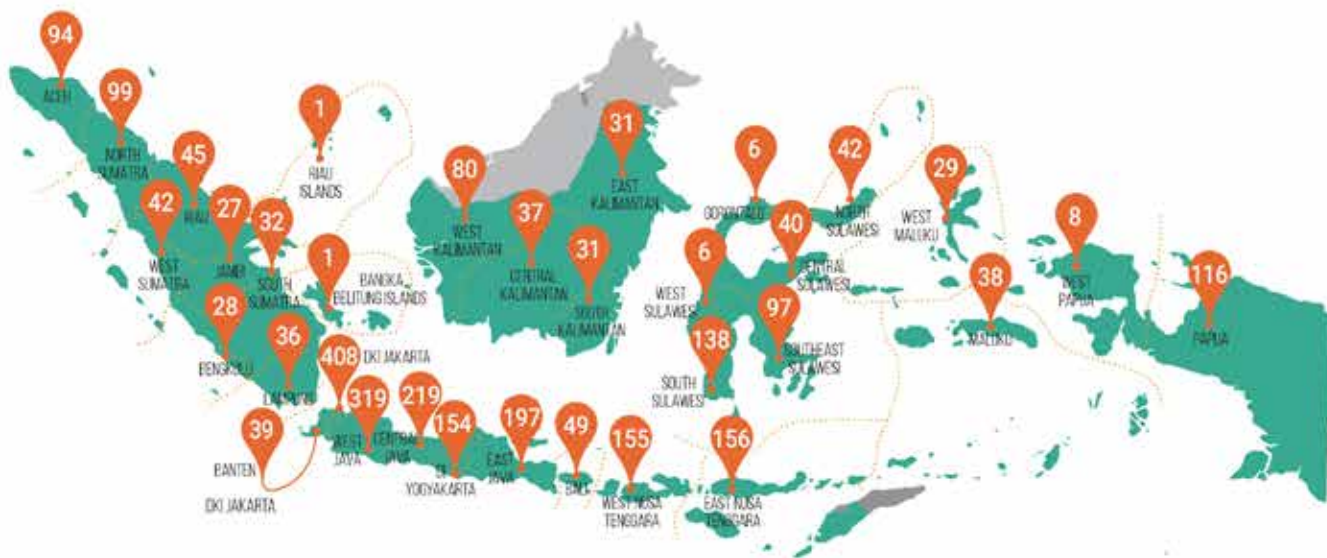 94
ACEH
99
NORTH
SUMATRA
45
RIAU
1
RIAU
ISLANDS
42
WEST
SUMATRA
27
JAMBI
32
SOUTH
SUMATRA
1
BANGKA
BELITUNG ISLANDS
28
BENGKULU
36
LAMPUNG
80
WEST
KALIMANTAN
37
CENTRAL
KALIMANTAN
31
EAST
KALIMANTAN
31
SOUTH
KALIMANTAN
6
GORONTALO
42
NORTH
SULAWESI
40
CENTRAL
SULAWESI
6
WEST
SULAWESI
138
SOUTH
SULAWESI
97
SOUTHEAST
SULAWESI
29
WEST
MALUKU
38
MALUKU
8
WEST
PAPUA
116
PAPUA
408
DKI JAKARTA
39
BANTEN
DKI JAKARTA
319
WEST
JAVA
219
CENTRAL
JAVA
154
DI
YOGYAKARTA
197
EAST
JAVA
49
BALI
155
WEST NUSA
TENGGARA
156
EAST NUSA
TENGGARA